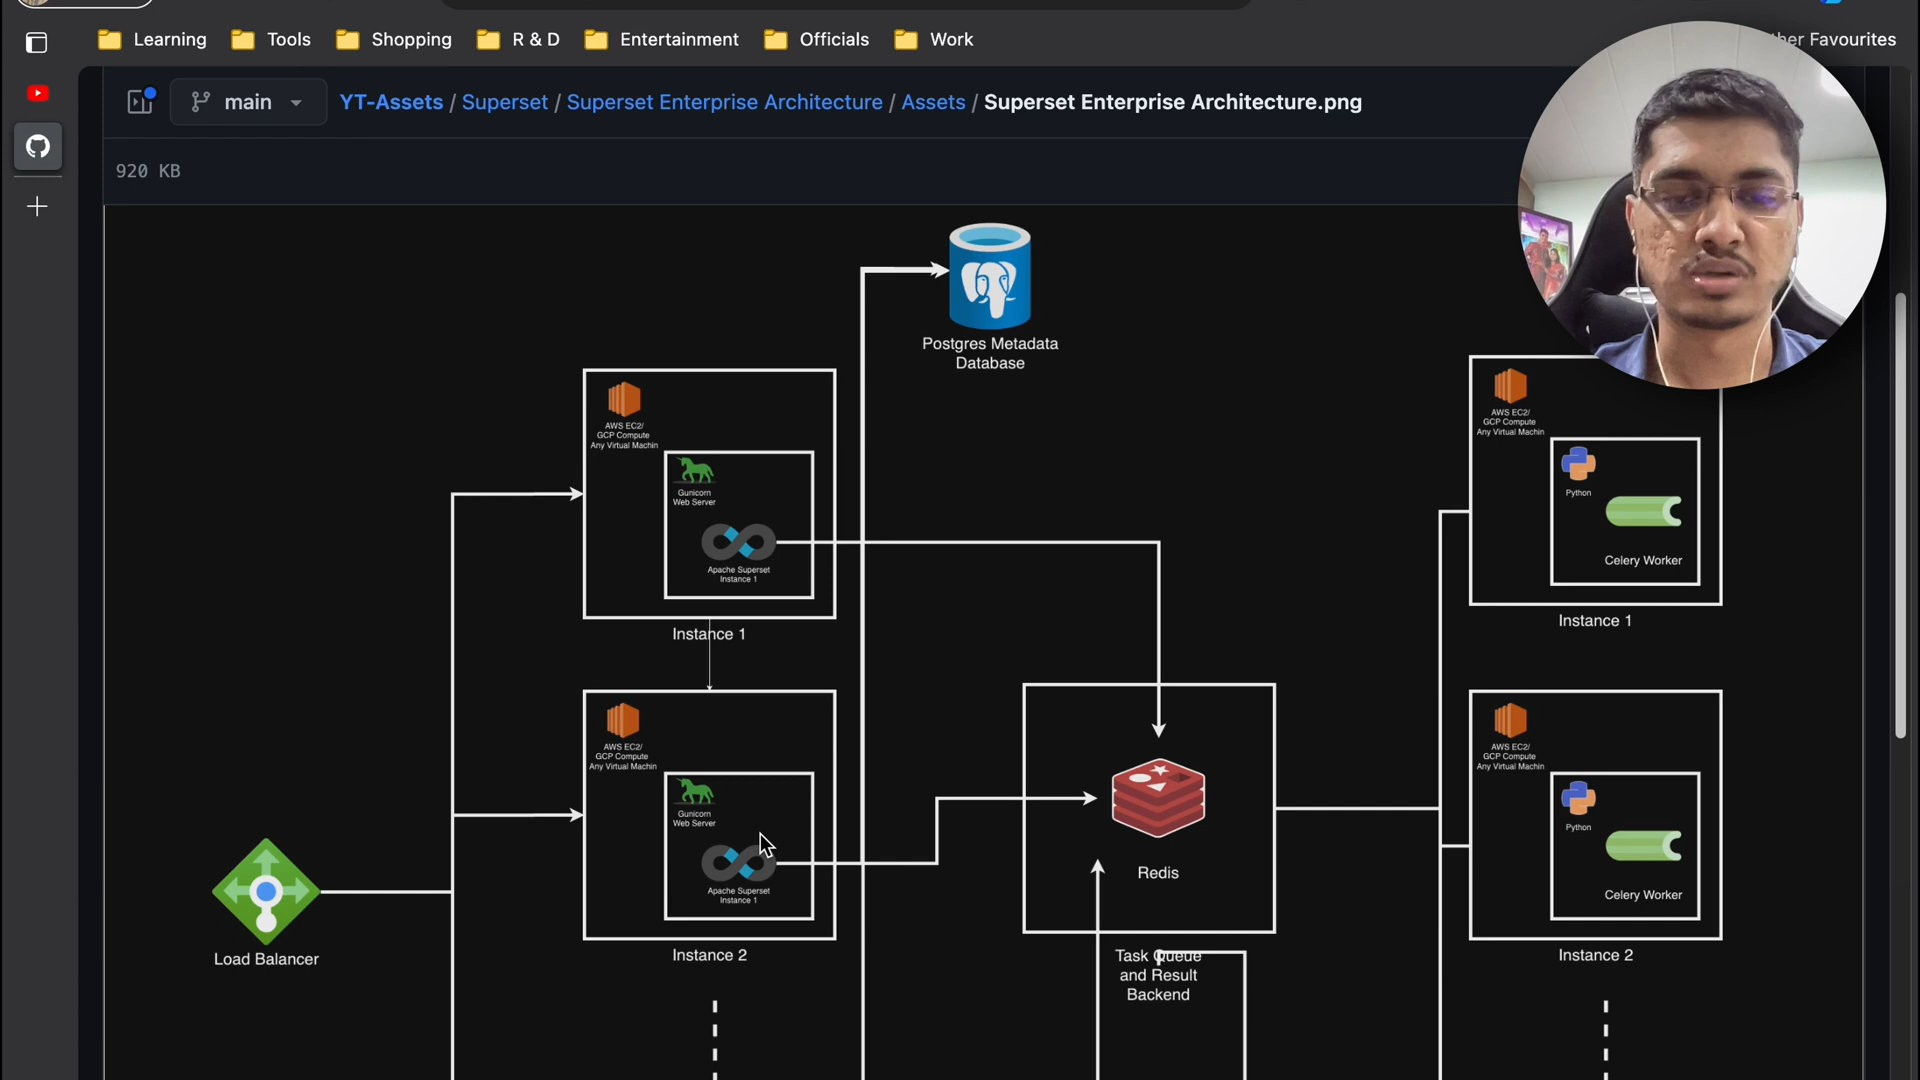 Learning
Tools
Shopping
R & D
Entertainment
Officials
Work
her Favourites
main
YT-Assets / Superset / Superset Enterprise Architecture / Assets / Superset Enterprise Architecture.png
920 KB
Postgres Metadata
Database
AWS EC2/
GCP Compute
Any Virtual Machin
Gunicorn
Web Server
Apache Superset
Instance 1
Instance 1
AWS EC2/
GCP Compute
Any Virtual Machin
Python
Celery Worker
Instance 1
AWS EC2/
GCP Compute
Any Virtual Machin
Gunicorn
Web Server
Apache Superset
Instance 1
Instance 2
Load Balancer
Redis
Task Queue
and Result
Backend
AWS EC2/
GCP Compute
Any Virtual Machin
Python
Celery Worker
Instance 2